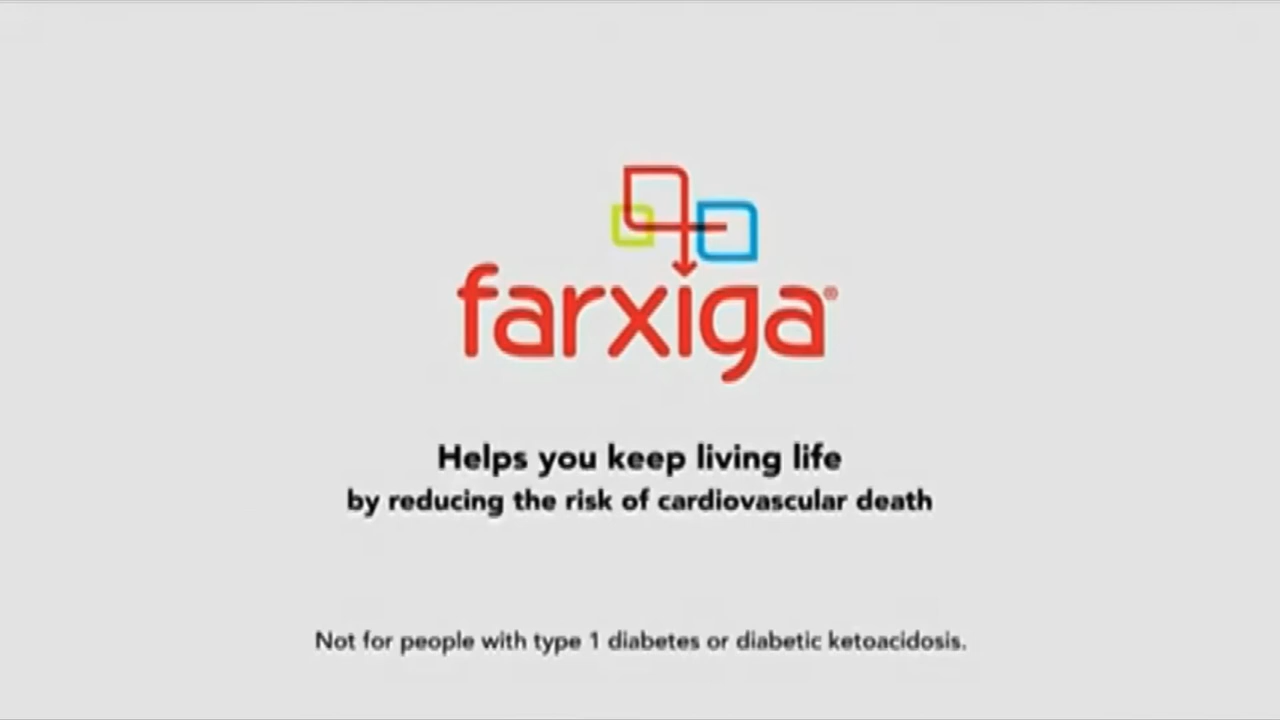 farxiga®
Helps you keep living life
by reducing the risk of cardiovascular death
Not for people with type 1 diabetes or diabetic ketoacidosis.